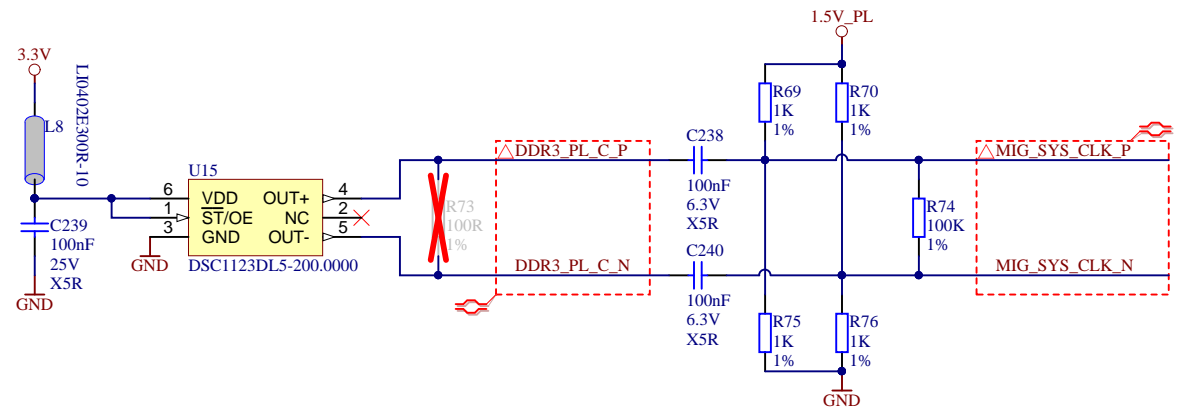 1.5V_PL
3.3V
L8
LI0402E300R-10
C239
100nF
25V
X5R
GND
U15
6
VDD
OUT+
4
1
ST/OE
NC
2
3
GND
OUT-
5
DSC1123DL5-200.0000
GND
R73
100R
1%
DDR3_PL_C_P
DDR3_PL_C_N
C238
100nF
6.3V
X5R
C240
100nF
6.3V
X5R
R69
1K
1%
R70
1K
1%
R75
1K
1%
R76
1K
1%
GND
R74
100K
1%
MIG_SYS_CLK_P
MIG_SYS_CLK_N